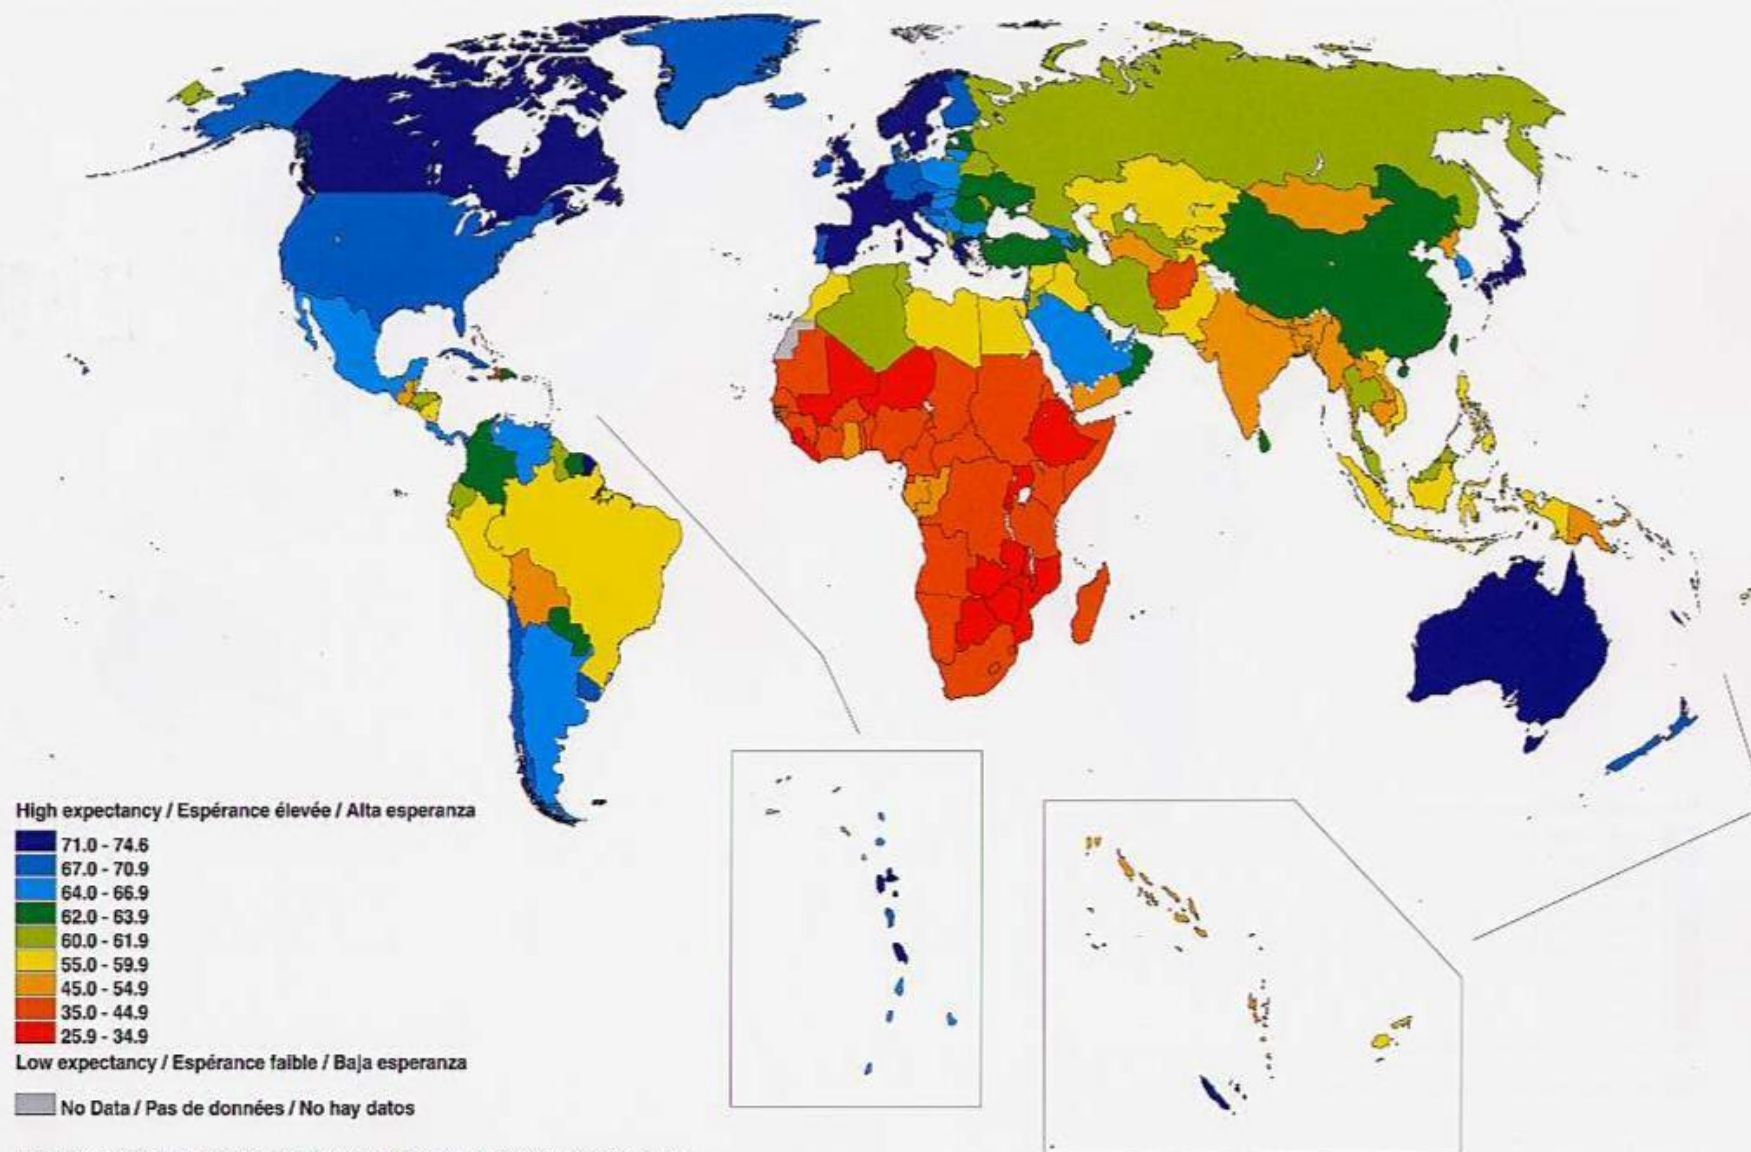 High expectancy / Espérance élevée / Alta esperanza
71.0 - 74.6
67.0 - 70.9
64.0 - 66.9
62.0 - 63.9
60.0 - 61.9
55.0 - 59.9
45.0 - 54.9
35.0 - 44.9
25.9 - 34.9
Low expectancy / Espérance faible / Baja esperanza
No Data / Pas de données / No hay datos